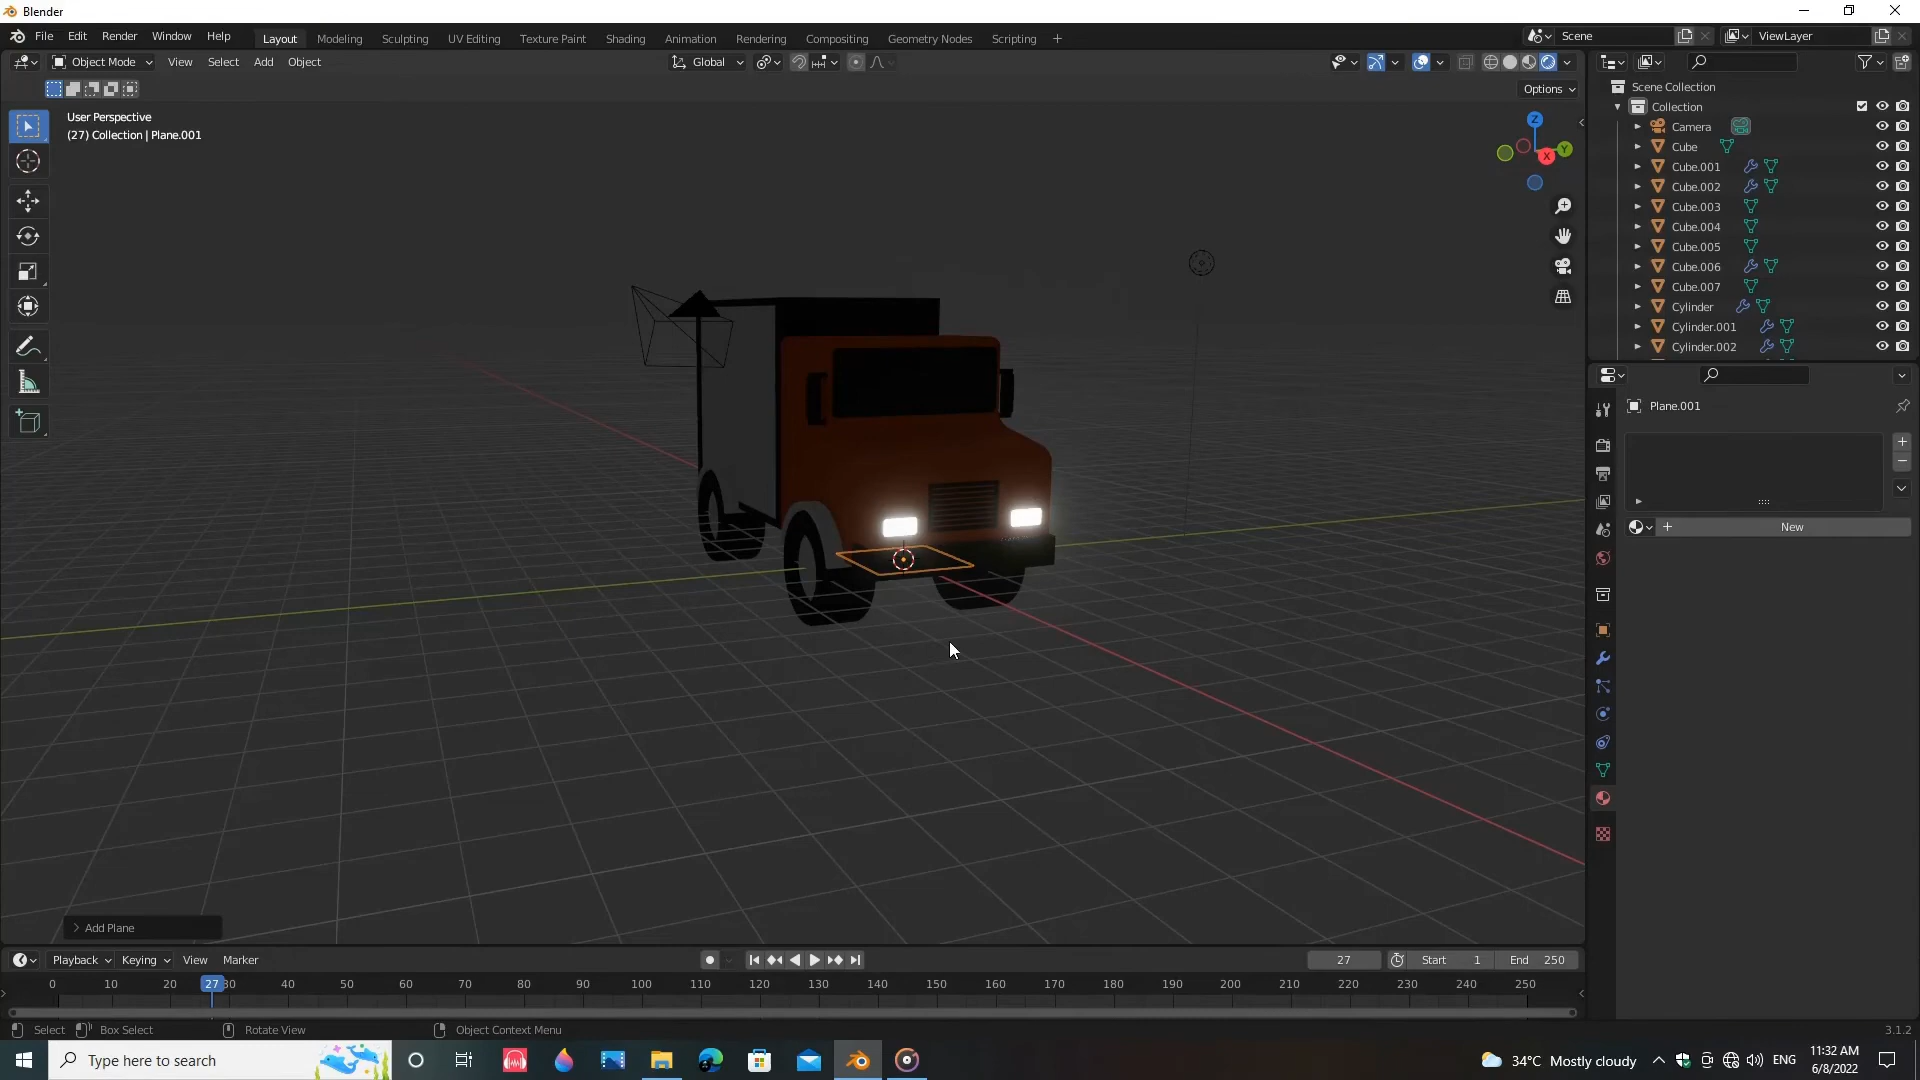 Blender
File Edit Render Window Help
Layout Modeling Sculpting UV Editing Texture Paint Shading Animation Rendering Compositing Geometry Nodes Scripting +
Scene
ViewLayer
Object Mode View Select Add Object
Global
Options
User Perspective
(27) Collection | Plane.001
Z
Y
X
Scene Collection
Collection
Camera
Cube
Cube.001
Cube.002
Cube.003
Cube.004
Cube.005
Cube.006
Cube.007
Cylinder
Cylinder.001
Cylinder.002
Plane.001
New
Add Plane
Playback Keying View Marker
27
Start 1
End 250
0 10 20 27 30 40 50 60 70 80 90 100 110 120 130 140 150 160 170 180 190 200 210 220 230 240 250
Select Box Select Rotate View Object Context Menu
3.1.2
Type here to search
34°C Mostly cloudy
ENG
11:32 AM
6/8/2022